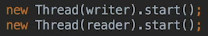 new Thread(writer).start();
new Thread(reader).start();